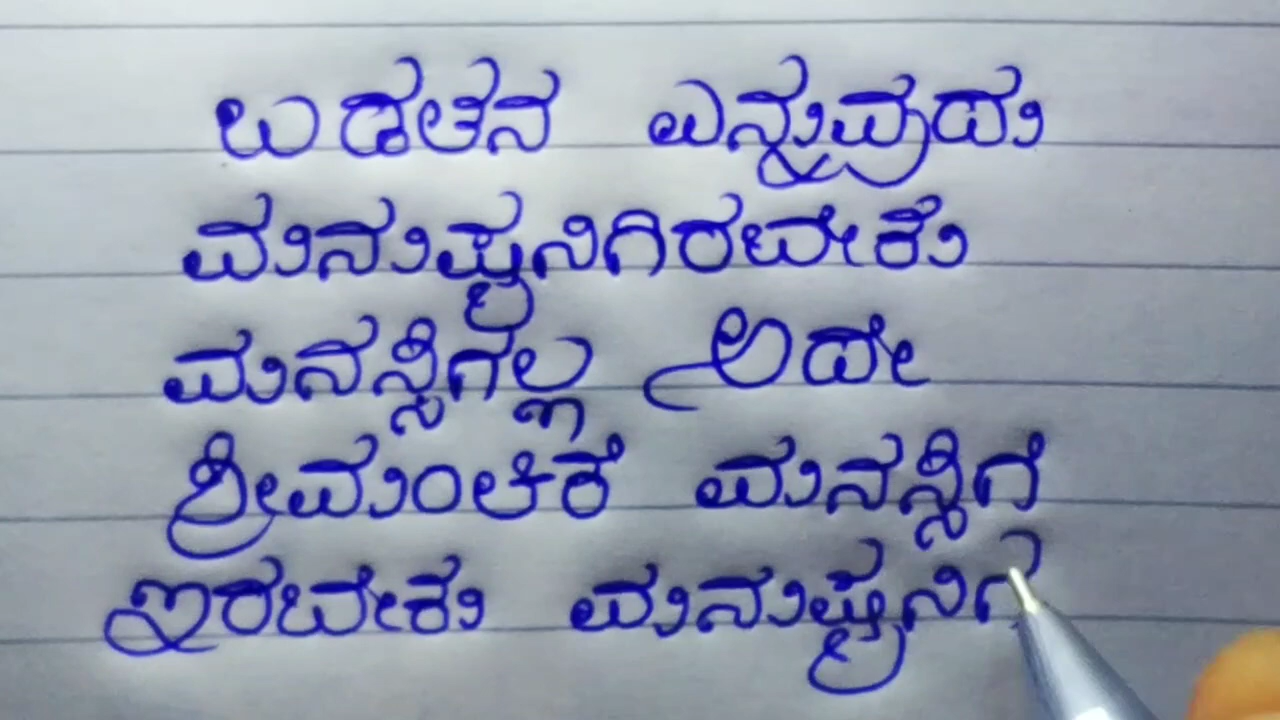 ಬಡತನ ಎನ್ನುವುದು
ಮನುಷ್ಯನಿಗಿರಬೇಕು
ಮನಸ್ಸಿಗಲ್ಲ ಅದೇ
ಶ್ರೀಮಂತಿಕೆ ಮನಸ್ಸಿಗೆ
ಇರಬೇಕು ಮನುಷ್ಯನಿಗ